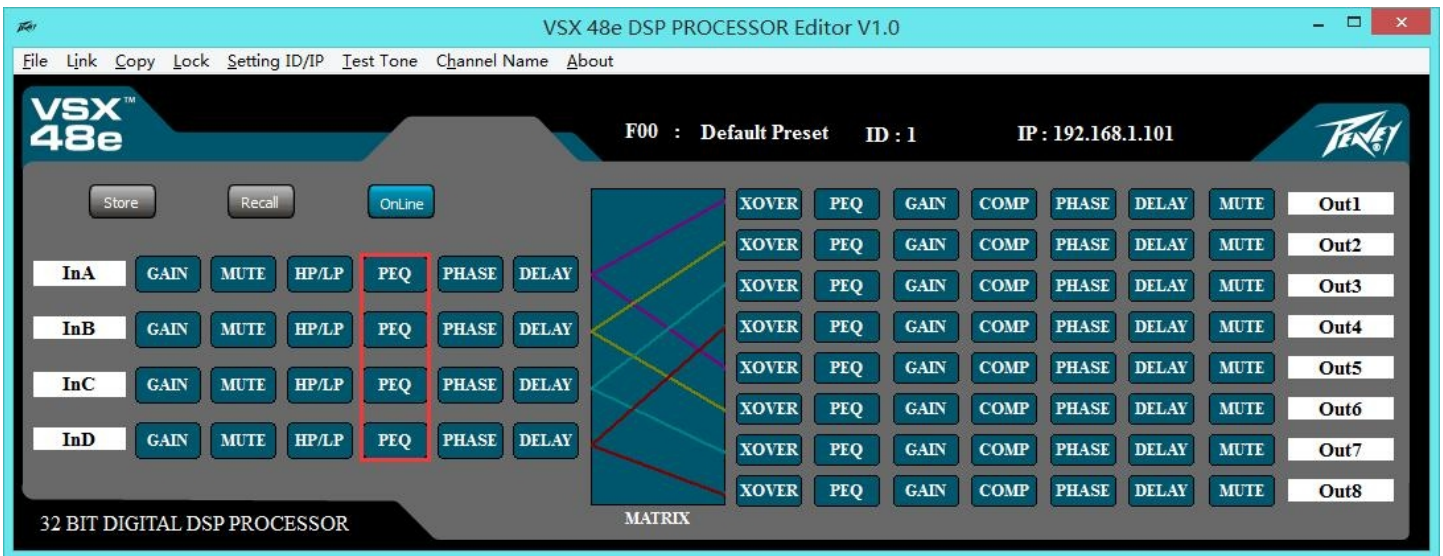 VSX 48e DSP PROCESSOR Editor V1.0
File Link Copy Lock Setting ID/IP Test Tone Channel Name About
VSX™
48e
F00 : Default Preset ID : 1 IP : 192.168.1.101
PEAVEY®
Store Recall OnLine
XOVER PEQ GAIN COMP PHASE DELAY MUTE Out1
XOVER PEQ GAIN COMP PHASE DELAY MUTE Out2
InA GAIN MUTE HP/LP PEQ PHASE DELAY
XOVER PEQ GAIN COMP PHASE DELAY MUTE Out3
InB GAIN MUTE HP/LP PEQ PHASE DELAY
XOVER PEQ GAIN COMP PHASE DELAY MUTE Out4
XOVER PEQ GAIN COMP PHASE DELAY MUTE Out5
InC GAIN MUTE HP/LP PEQ PHASE DELAY
XOVER PEQ GAIN COMP PHASE DELAY MUTE Out6
InD GAIN MUTE HP/LP PEQ PHASE DELAY
XOVER PEQ GAIN COMP PHASE DELAY MUTE Out7
XOVER PEQ GAIN COMP PHASE DELAY MUTE Out8
MATRIX
32 BIT DIGITAL DSP PROCESSOR